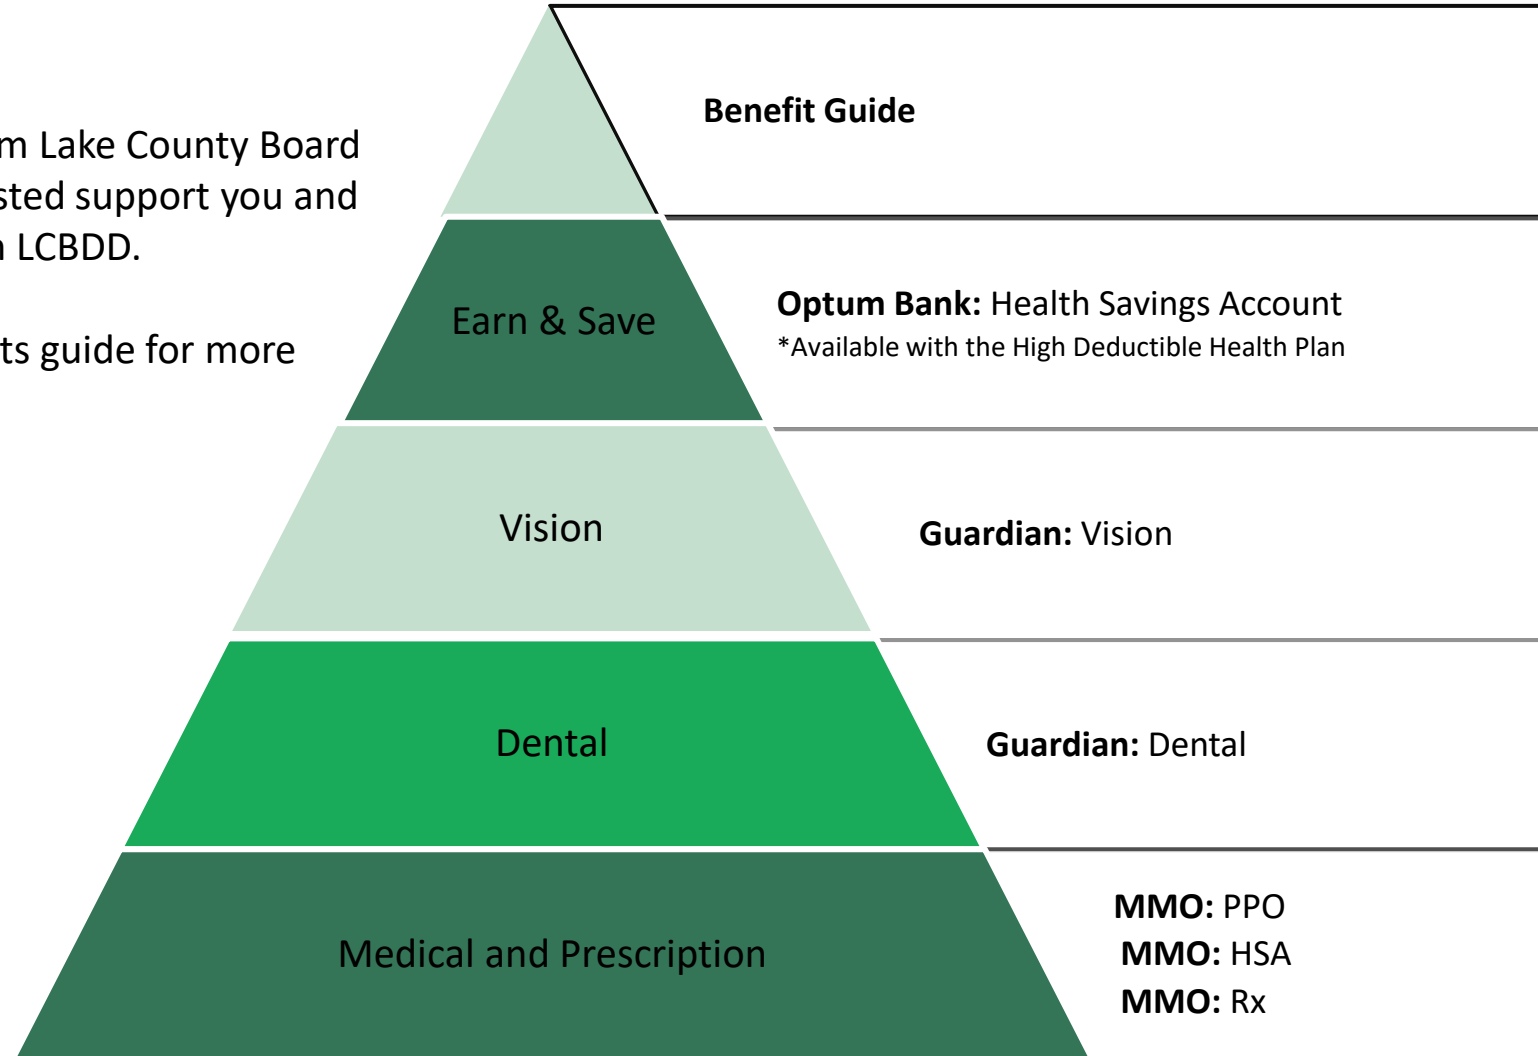 m Lake County Board
sted support you and
LCBDD.
ts guide for more
Benefit Guide
Earn & Save
Optum Bank: Health Savings Account
*Available with the High Deductible Health Plan
Vision
Guardian: Vision
Dental
Guardian: Dental
Medical and Prescription
MMO: PPO
MMO: HSA
MMO: Rx